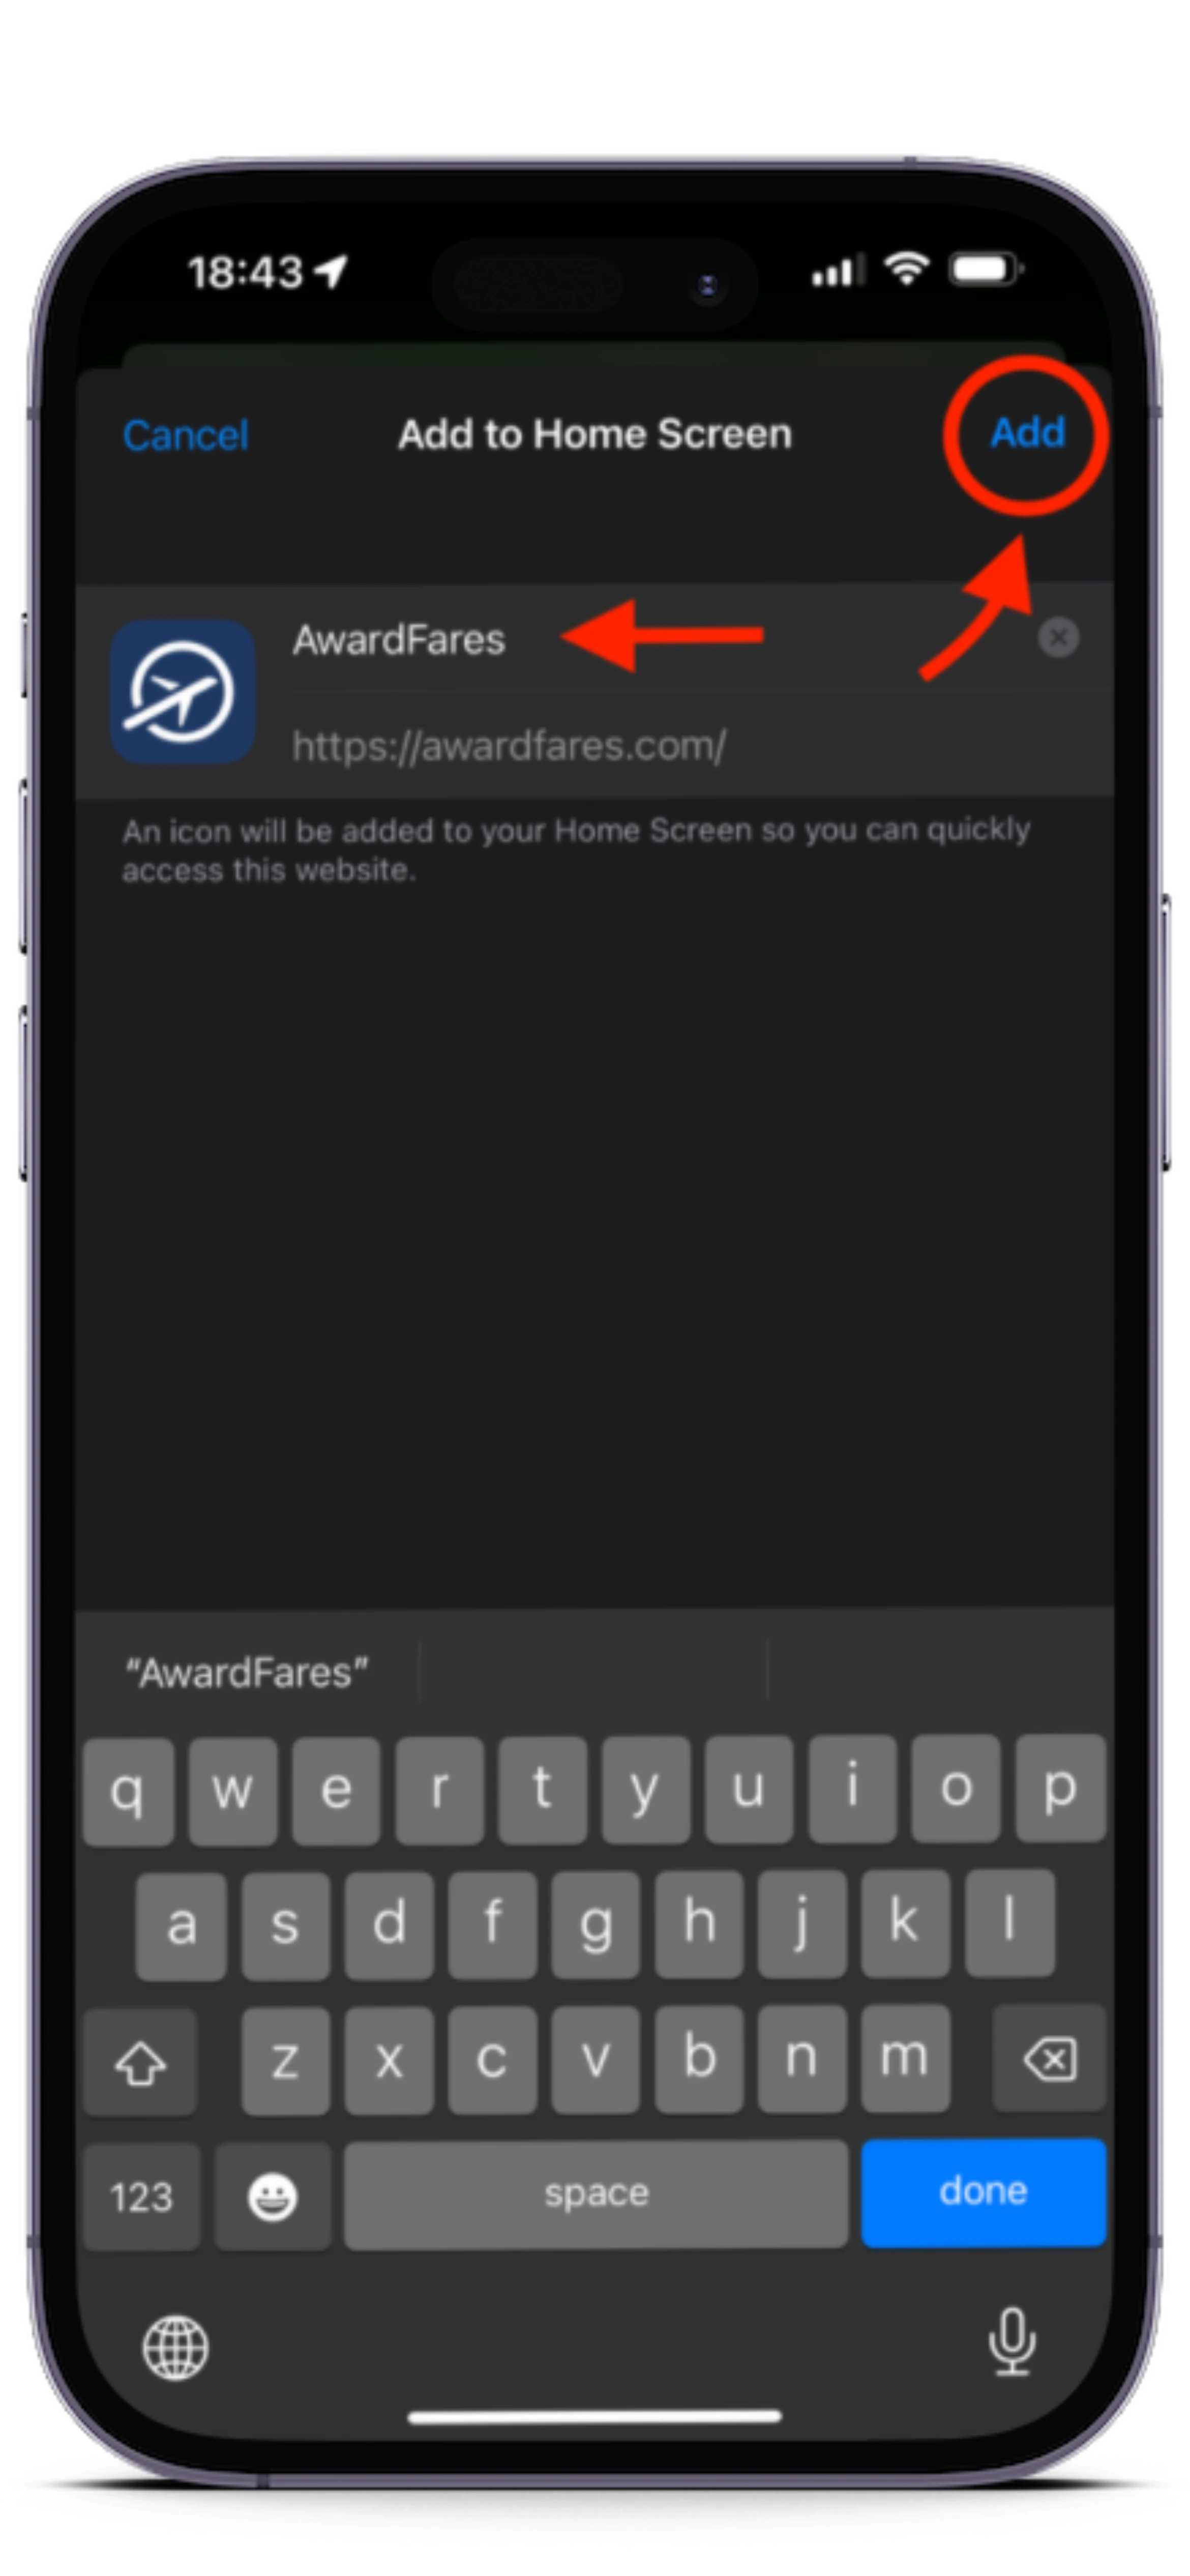 18:43
Cancel Add to Home Screen Add
AwardFares
https://awardfares.com/
An icon will be added to your Home Screen so you can quickly
access this website.
“AwardFares”
q w e r t y u i o p
a s d f g h j k l
z x c v b n m
123 space done